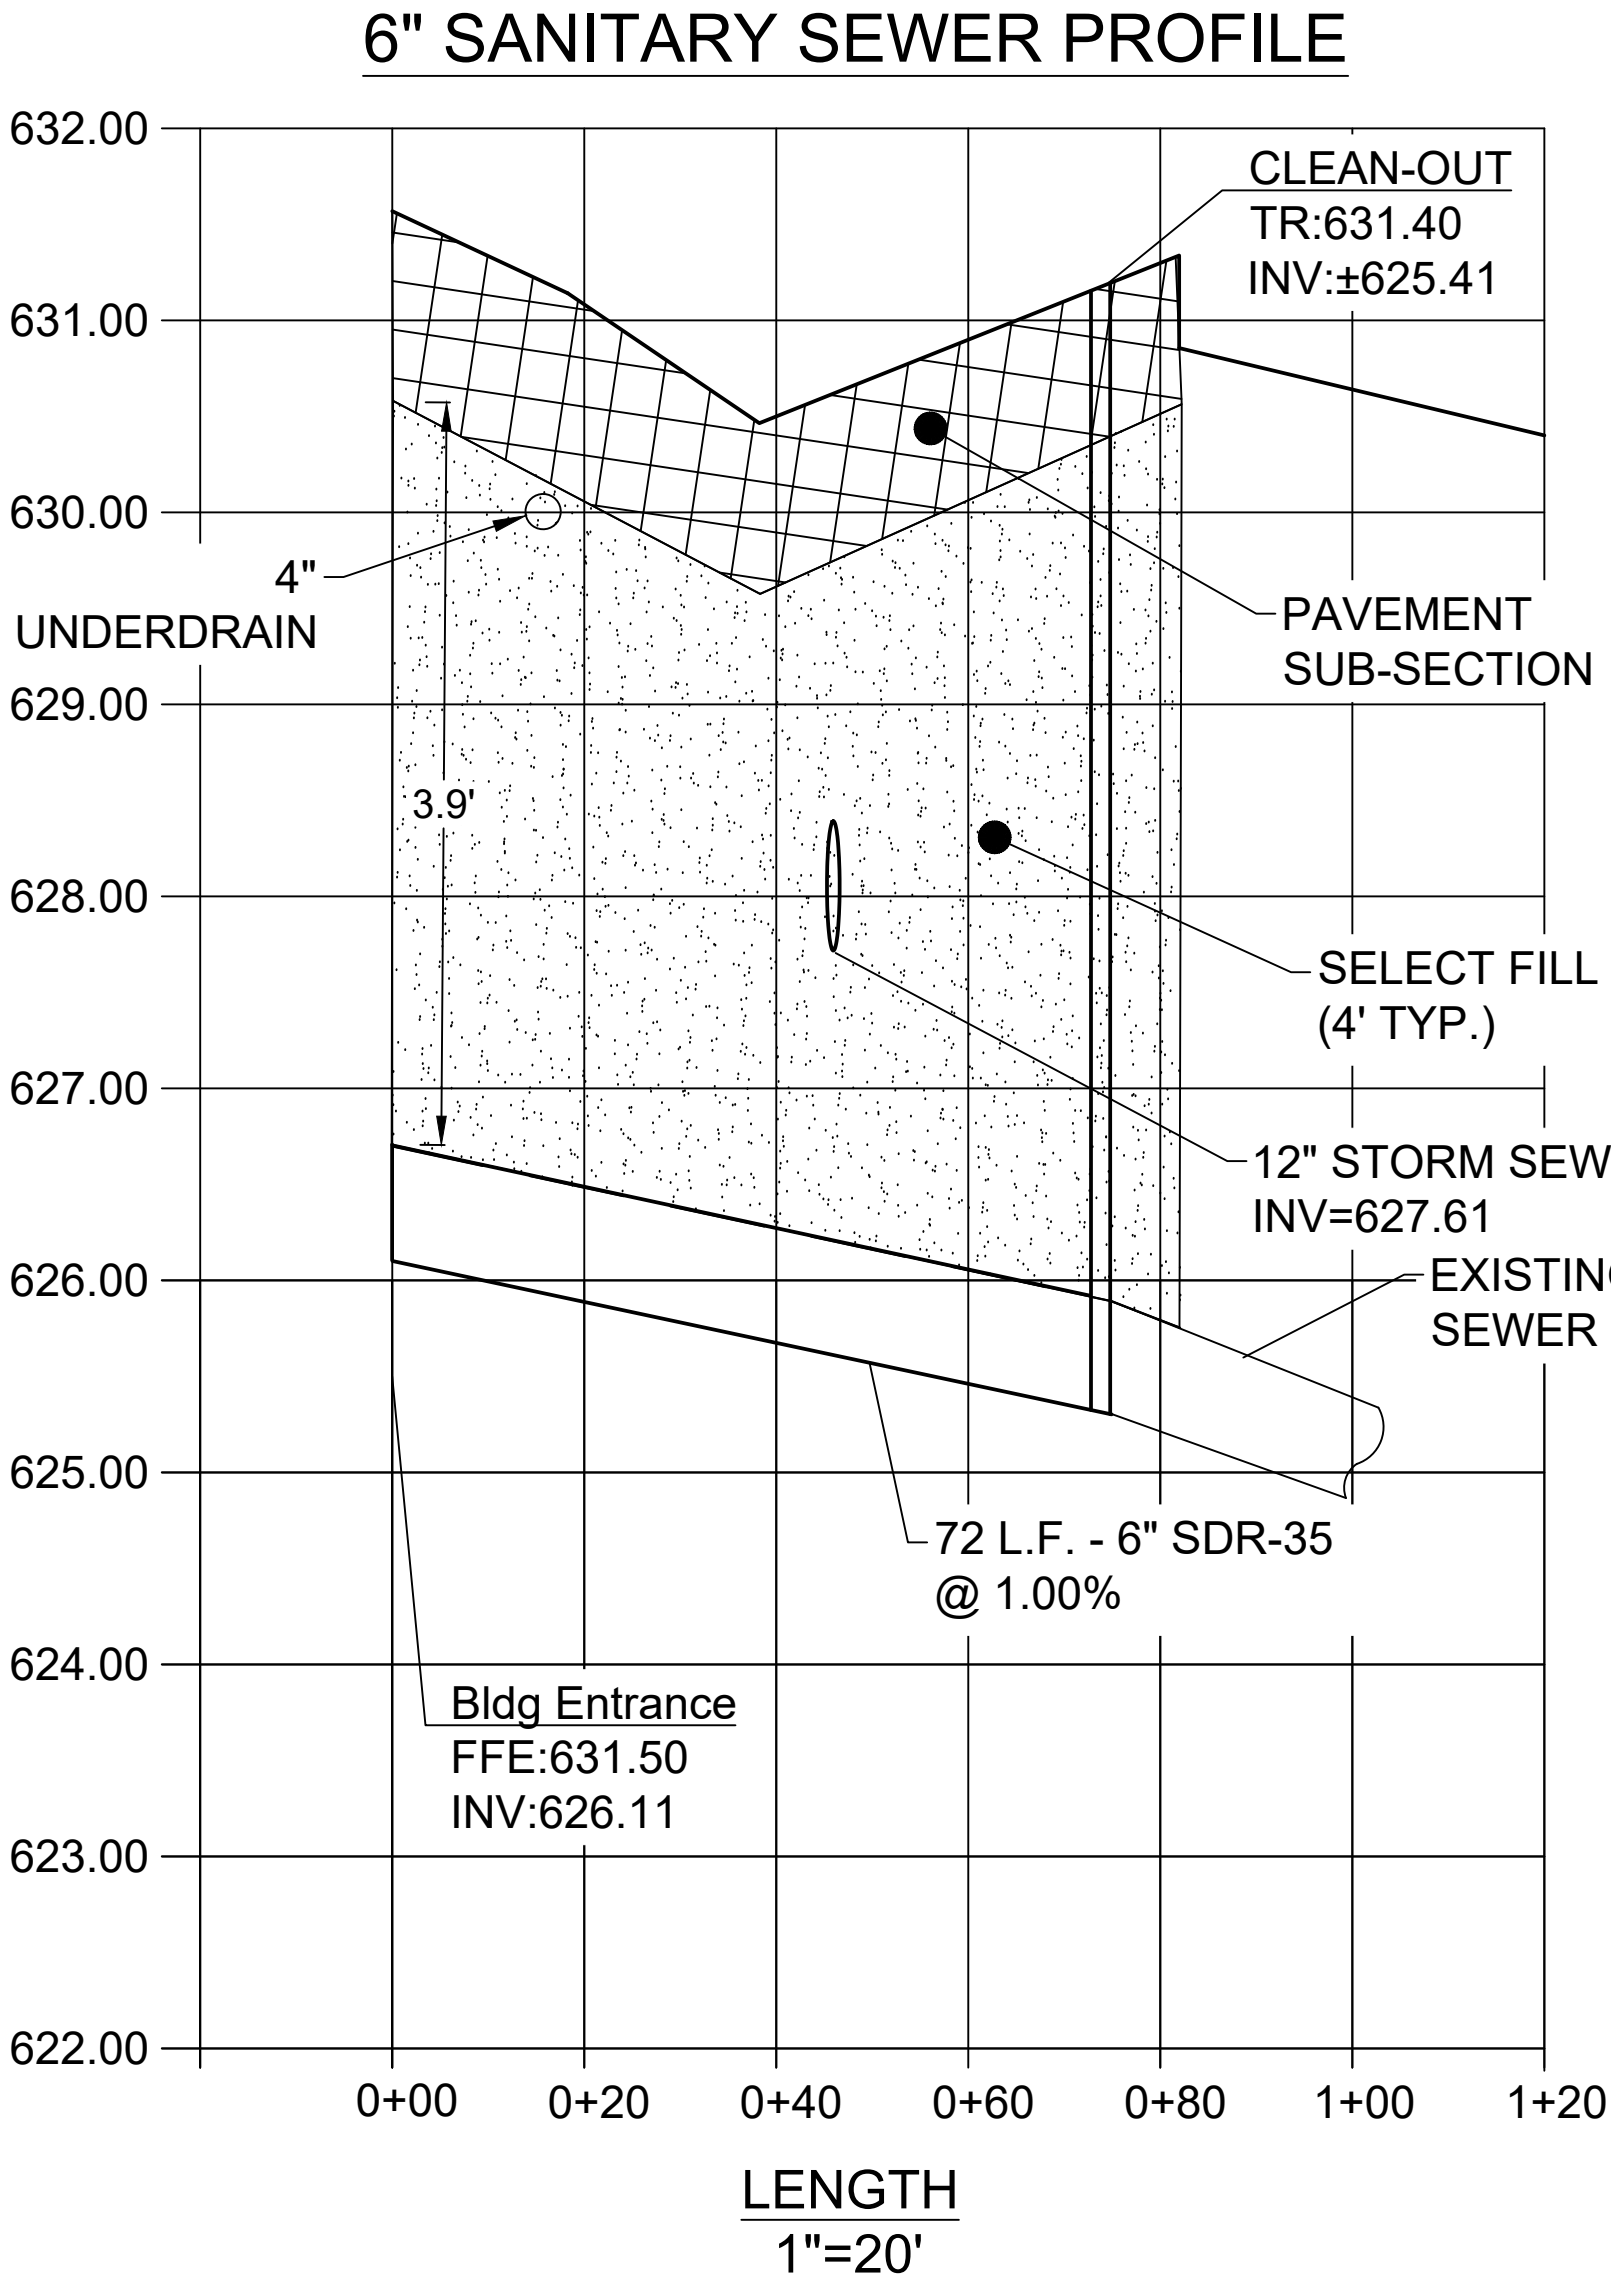 6" SANITARY SEWER PROFILE
632.00
CLEAN-OUT
TR:631.40
INV:±625.41
631.00
630.00
4"
UNDERDRAIN
PAVEMENT
SUB-SECTION
629.00
3.9'
628.00
SELECT FILL
(4' TYP.)
627.00
12" STORM SEW
INV=627.61
626.00
EXISTING
SEWER
625.00
72 L.F. - 6" SDR-35
@ 1.00%
624.00
Bldg Entrance
FFE:631.50
INV:626.11
623.00
622.00
0+00 0+20 0+40 0+60 0+80 1+00 1+20
LENGTH
1"=20'